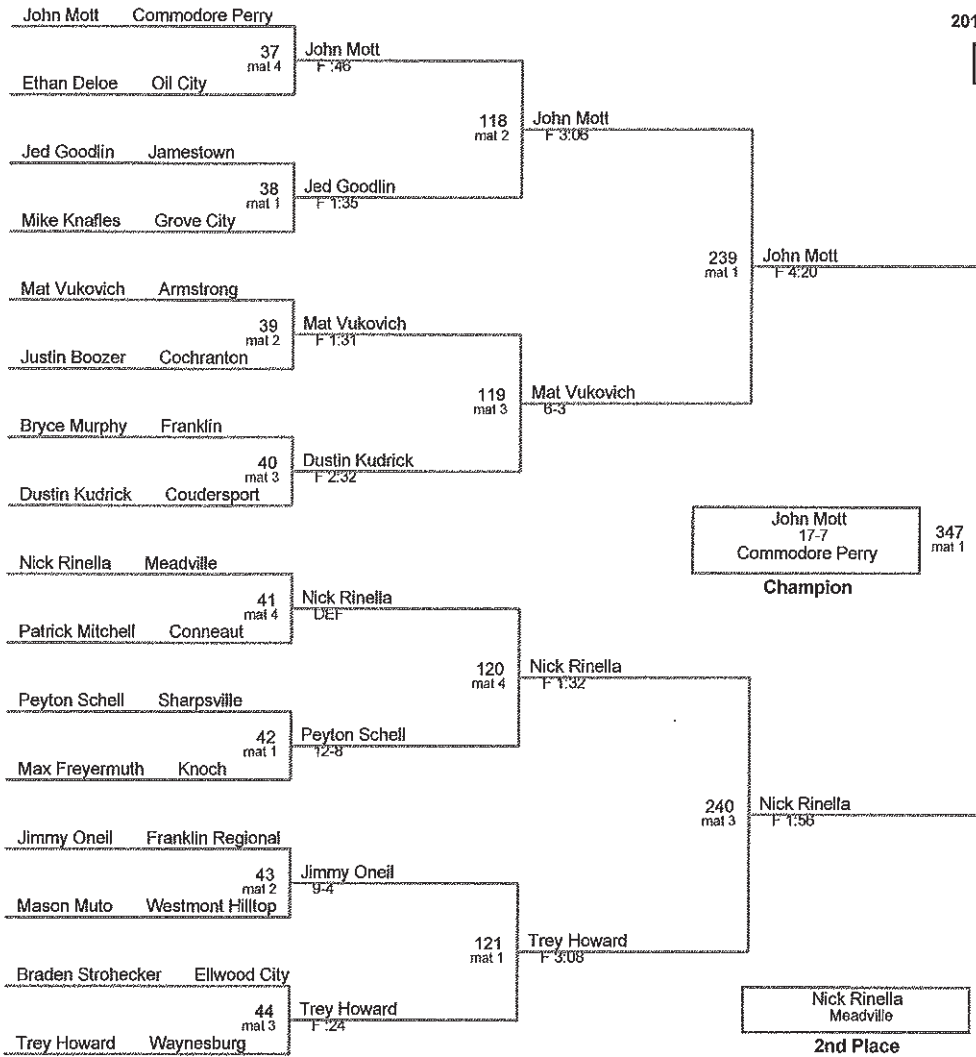 John Mott Commodore Perry
201
37
mat 4
John Mott
F :46
Ethan Deloe Oil City
118
mat 2
John Mott
F 3:06
Jed Goodlin Jamestown
38
mat 1
Jed Goodlin
F 1:35
Mike Knafles Grove City
239
mat 1
John Mott
F 4:20
Mat Vukovich Armstrong
39
mat 2
Mat Vukovich
F 1:31
Justin Boozer Cochranton
119
mat 3
Mat Vukovich
6-3
Bryce Murphy Franklin
40
mat 3
Dustin Kudrick
F 2:32
Dustin Kudrick Coudersport
John Mott
17-7
Commodore Perry
347
mat 1
Champion
Nick Rinella Meadville
41
mat 4
Nick Rinella
DEF
Patrick Mitchell Conneaut
120
mat 4
Nick Rinella
F 1:32
Peyton Schell Sharpsville
42
mat 1
Peyton Schell
12-8
Max Freyermuth Knoch
240
mat 3
Nick Rinella
F 1:56
Jimmy Oneil Franklin Regional
43
mat 2
Jimmy Oneil
9-4
Mason Muto Westmont Hilltop
121
mat 1
Trey Howard
F 3:08
Braden Strohecker Ellwood City
44
mat 3
Trey Howard
F :24
Trey Howard Waynesburg
Nick Rinella
Meadville
2nd Place